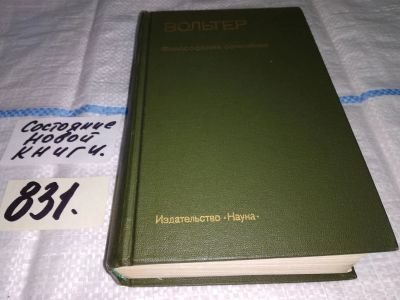 ВОЛЬТЕР
Философские сочинения
Издательство «Наука»
Состояние
новой
книги.
831.